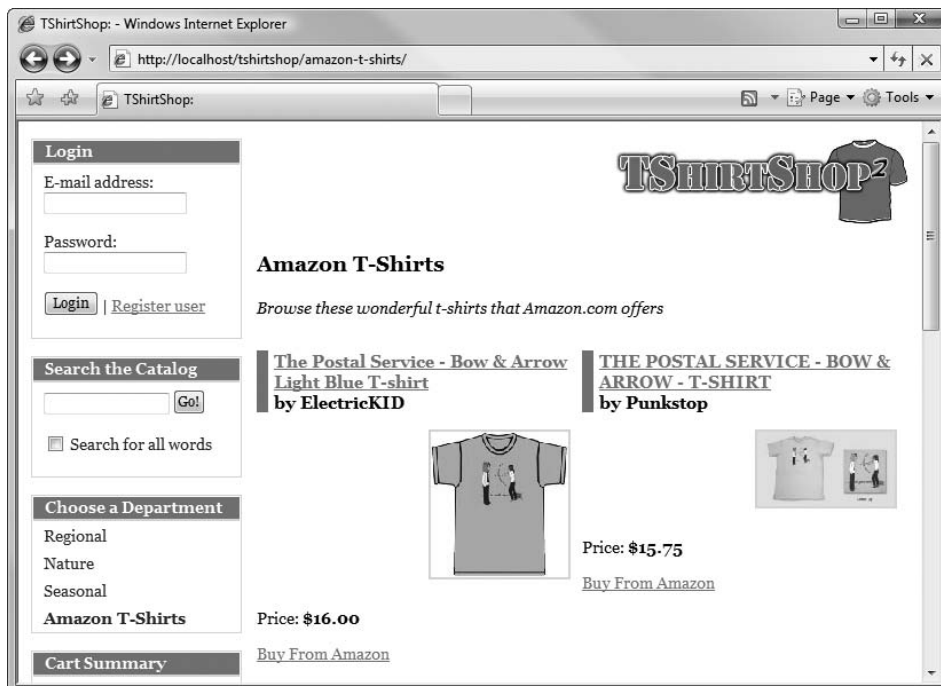 TShirtShop: - Windows Internet Explorer
http://localhost/tshirtshop/amazon-t-shirts/
TShirtShop:
Page
Tools
Login
E-mail address:
Password:
Login | Register user
Search the Catalog
Go!
Search for all words
Choose a Department
Regional
Nature
Seasonal
Amazon T-Shirts
Cart Summary
TShirtShop²
Amazon T-Shirts
Browse these wonderful t-shirts that Amazon.com offers
The Postal Service - Bow & Arrow
Light Blue T-shirt
by ElectricKID
Price: $16.00
Buy From Amazon
THE POSTAL SERVICE - BOW &
ARROW - T-SHIRT
by Punkstop
Price: $15.75
Buy From Amazon